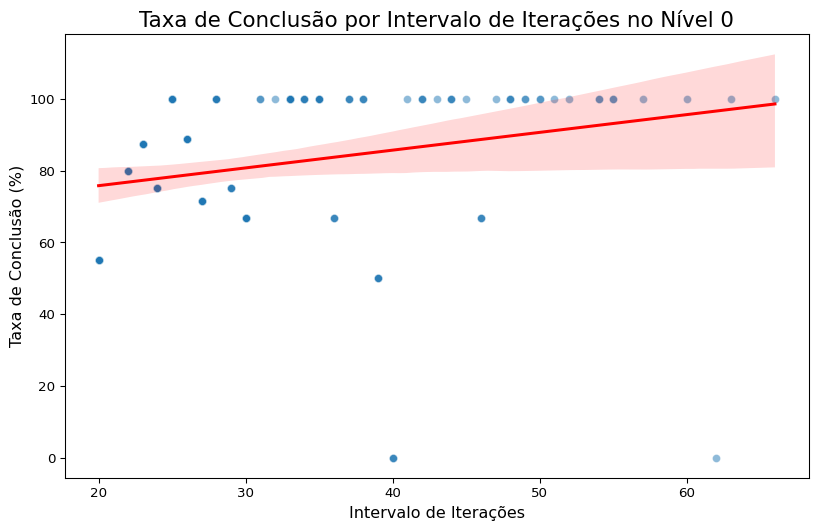 Taxa de Conclusão por Intervalo de Iterações no Nível 0
Taxa de Conclusão (%)
100
80
60
40
20
0
20 30 40 50 60
Intervalo de Iterações